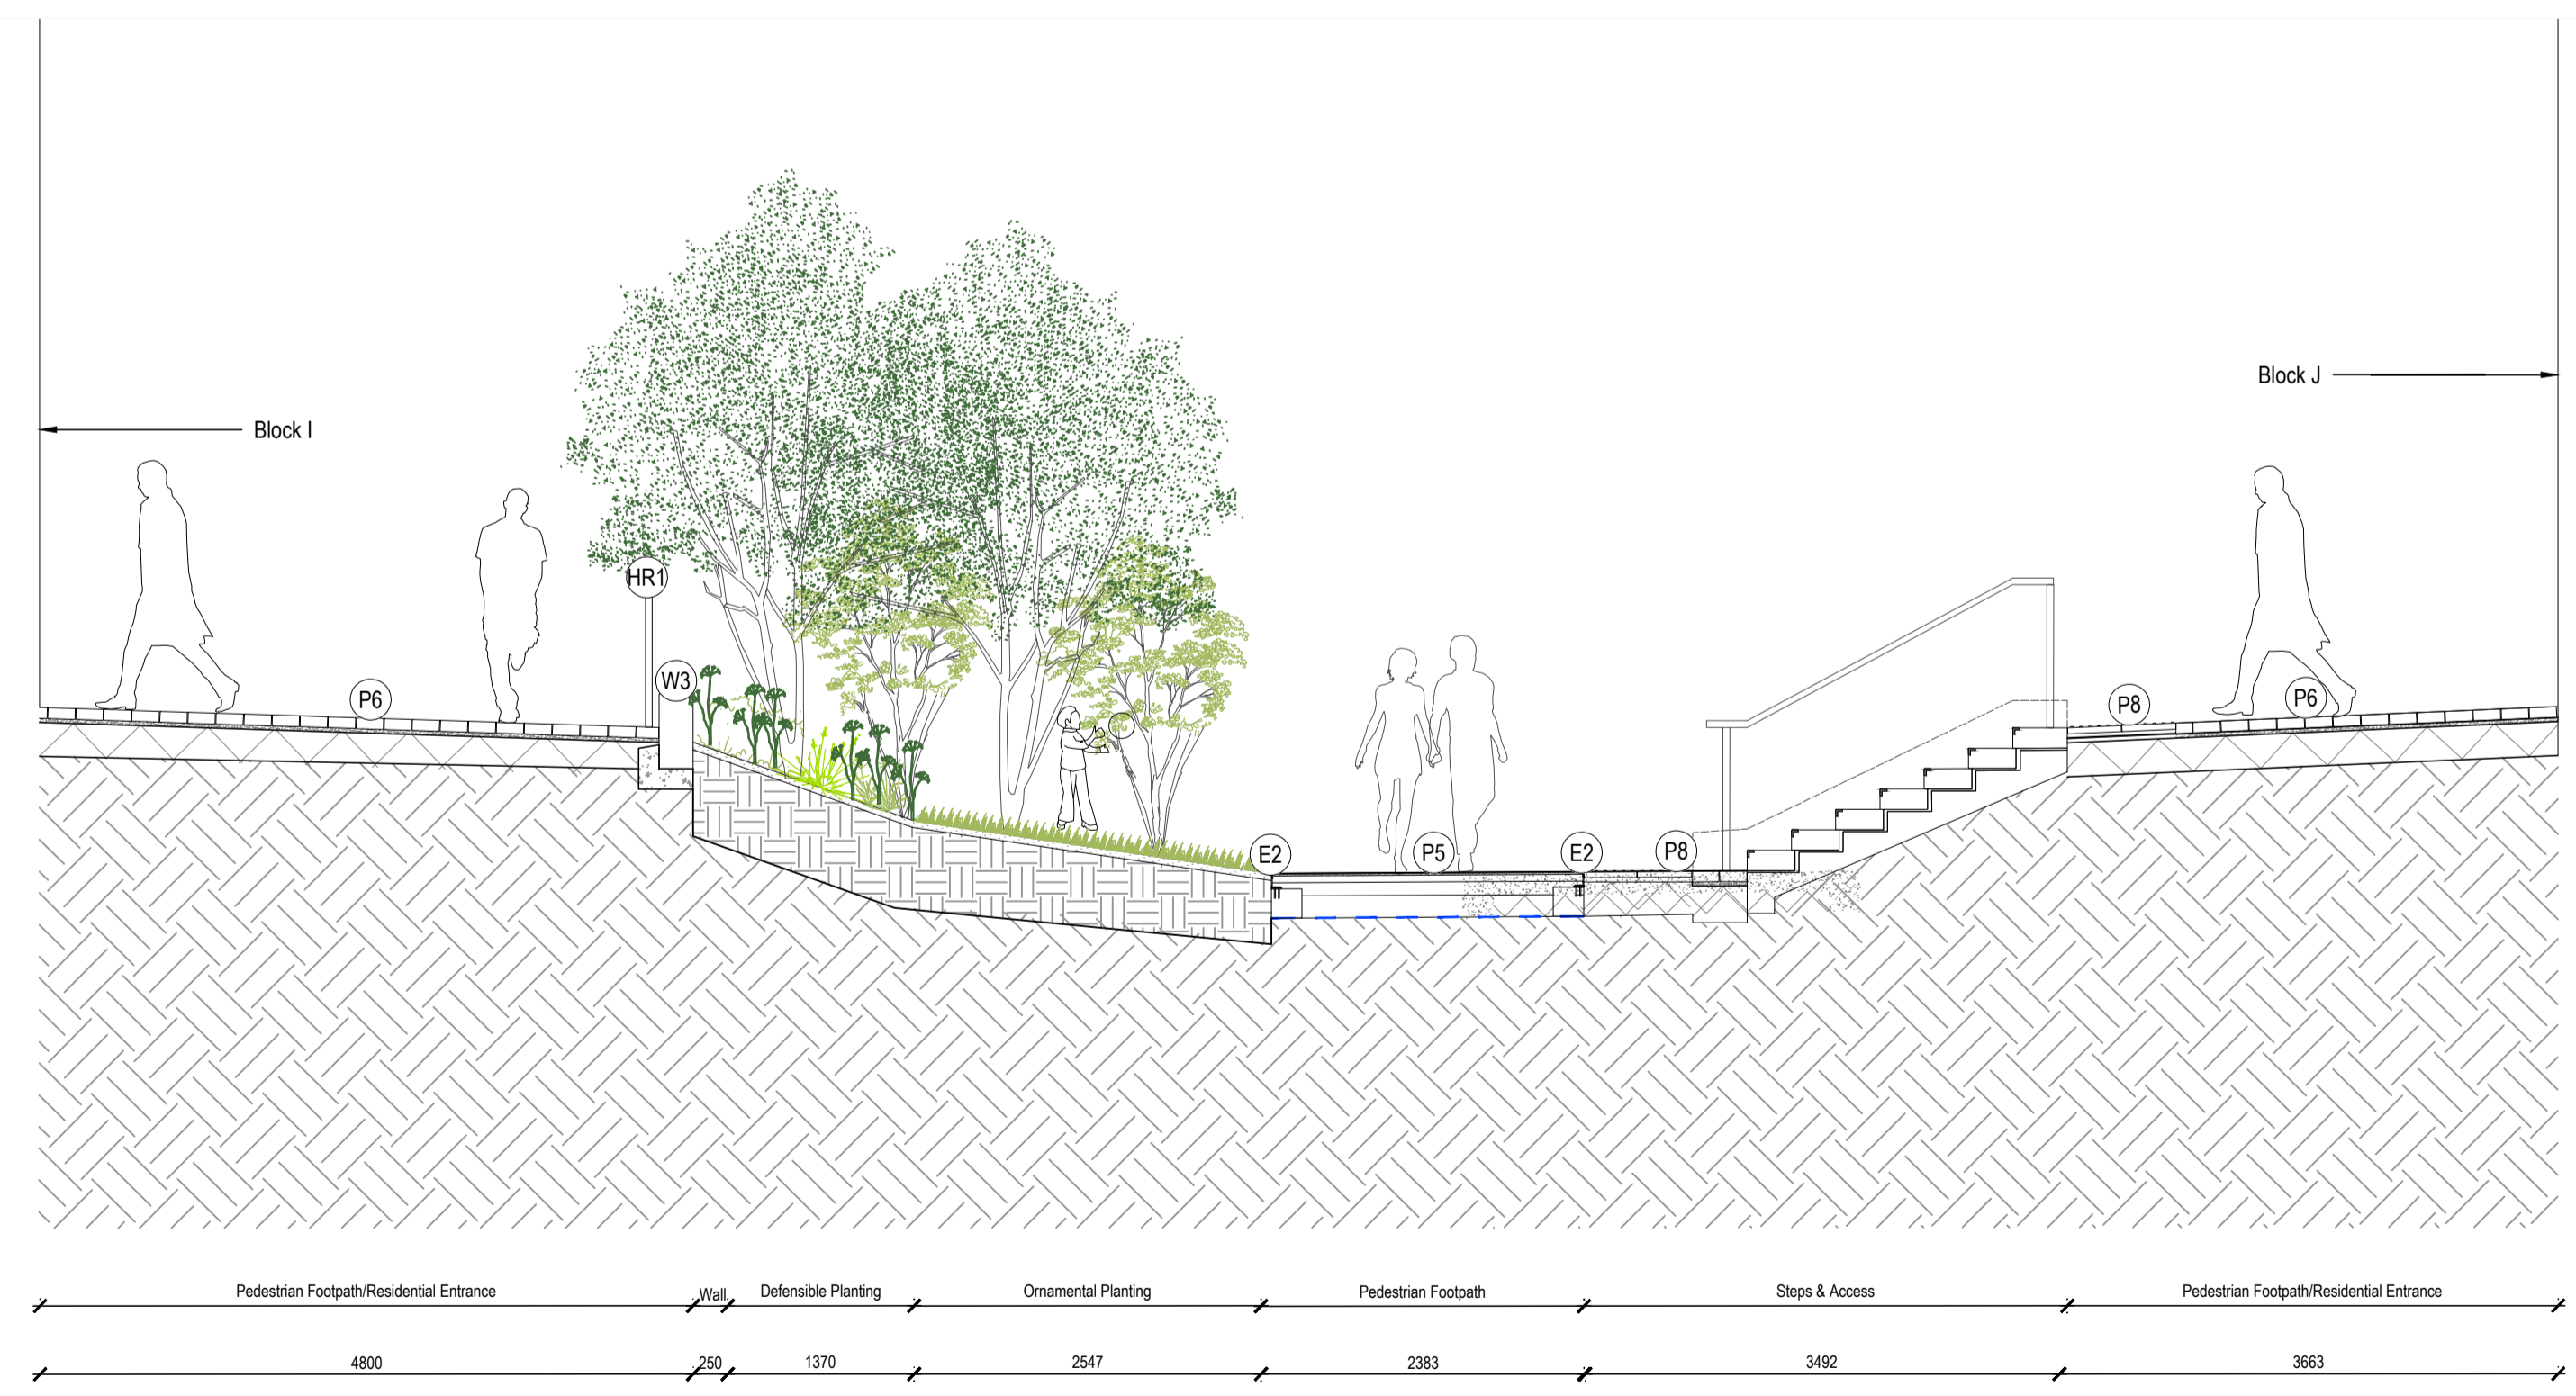 Block J
Block I
HR1
W3
P6
P8
P6
E2
P5
E2
P8
Pedestrian Footpath/Residential Entrance
Wall
Defensible Planting
Ornamental Planting
Pedestrian Footpath
Steps & Access
Pedestrian Footpath/Residential Entrance
4800
250
1370
2547
2383
3492
3663